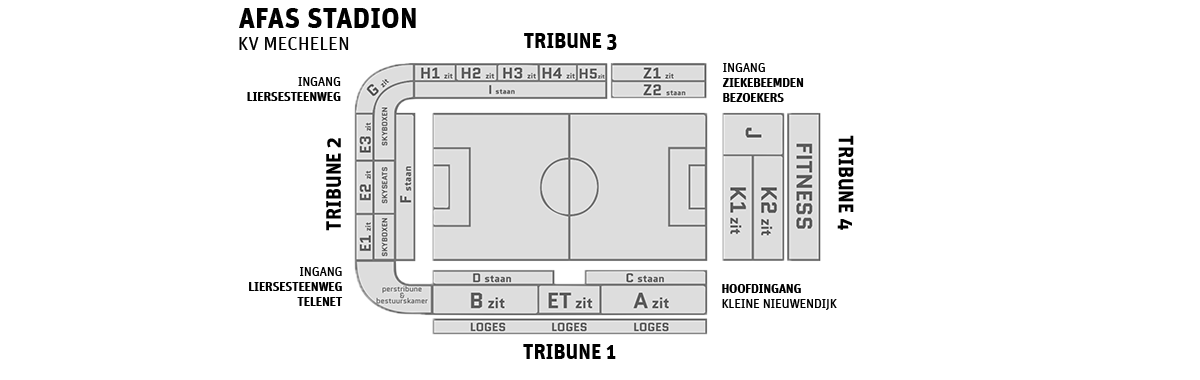 AFAS STADION
KV MECHELEN
TRIBUNE 3
INGANG
LIERSESTEENWEG
G zit
H1 zit
H2 zit
H3 zit
H4 zit
H5 zit
I staan
Z1 zit
Z2 staan
INGANG
ZIEKEBEEMDEN
BEZOEKERS
TRIBUNE 2
E3 zit
E2 zit
E1 zit
SKYBOXEN
SKYSEATS
SKYBOXEN
F staan
J
K1 zit
K2 zit
FITNESS
TRIBUNE 4
INGANG
LIERSESTEENWEG
TELENET
perstribune
&
bestuurskamer
D staan
C staan
B zit
ET zit
A zit
LOGES
LOGES
LOGES
HOOFDINGANG
KLEINE NIEUWENDIJK
TRIBUNE 1